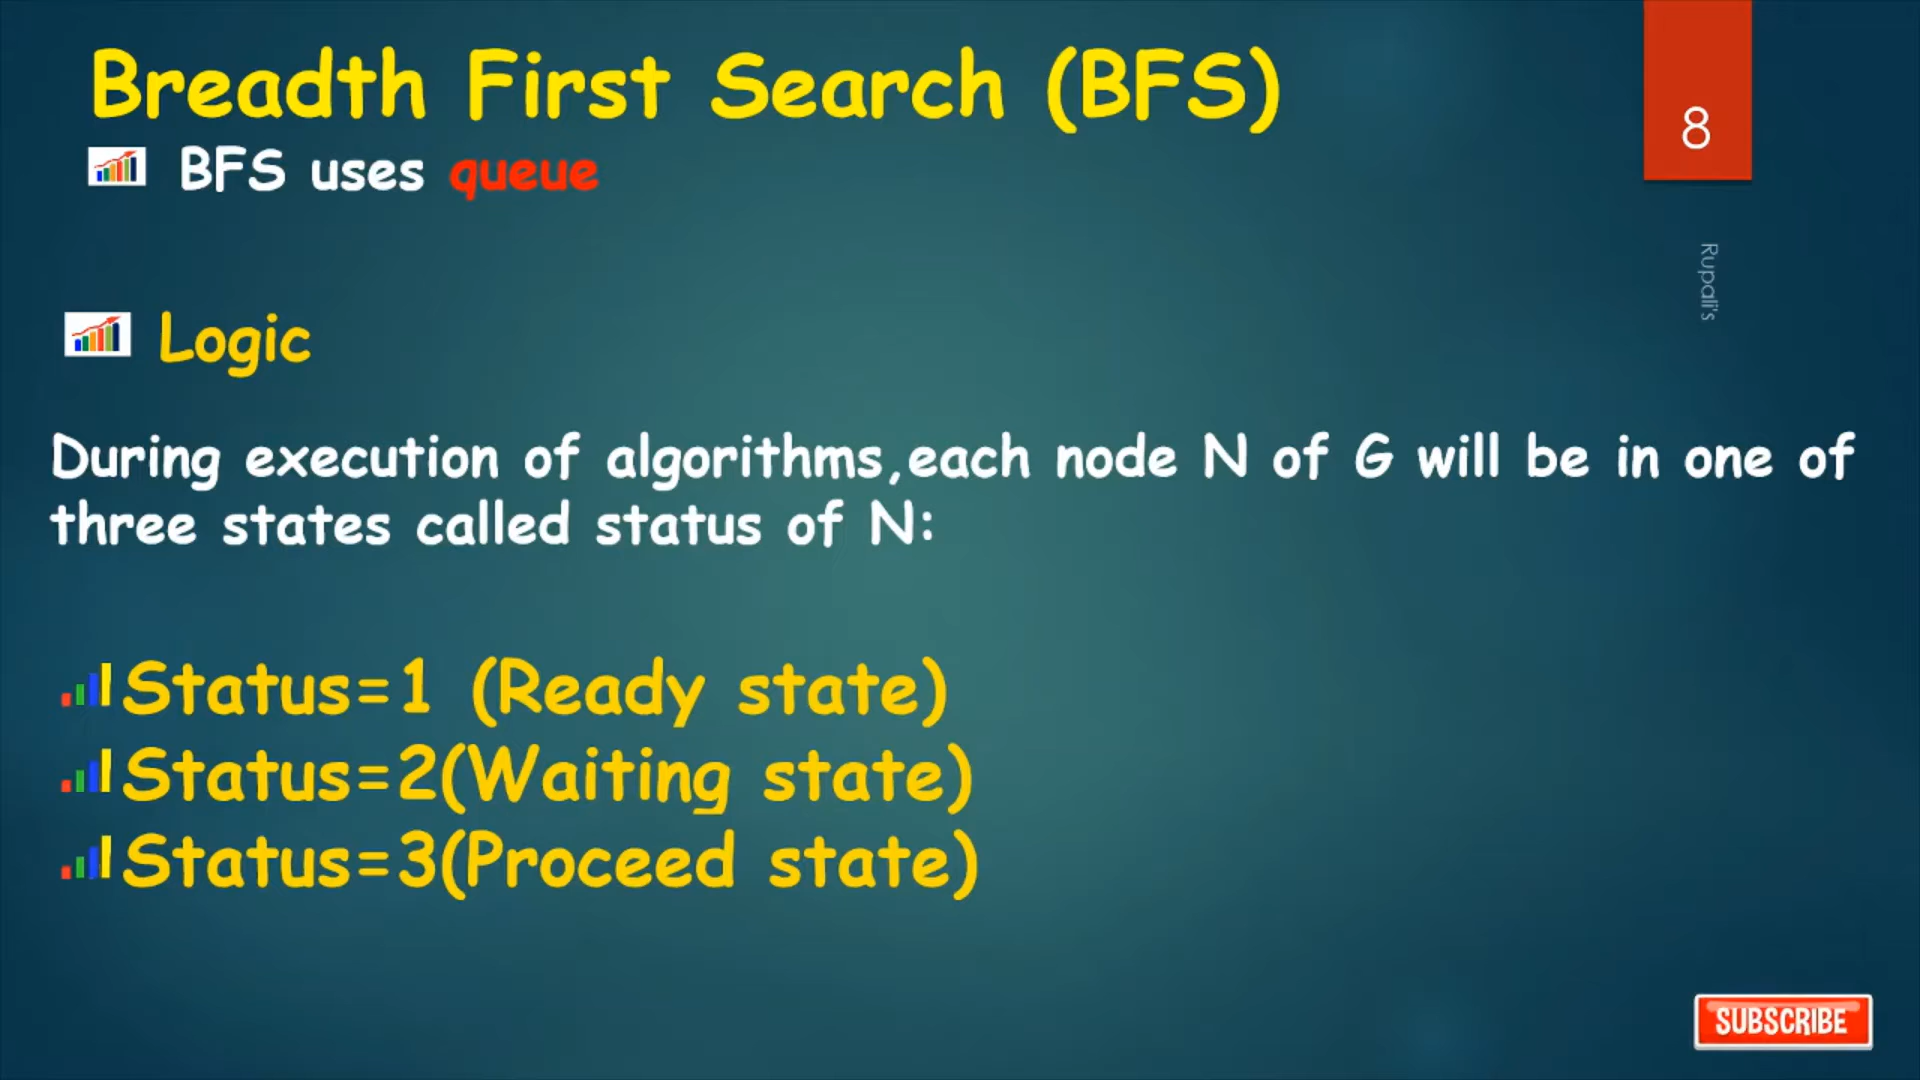 Breadth First Search (BFS)
8
BFS uses queue
Rupali's
Logic
During execution of algorithms,each node N of G will be in one of
three states called status of N:
Status=1 (Ready state)
Status=2(Waiting state)
Status=3(Proceed state)
SUBSCRIBE